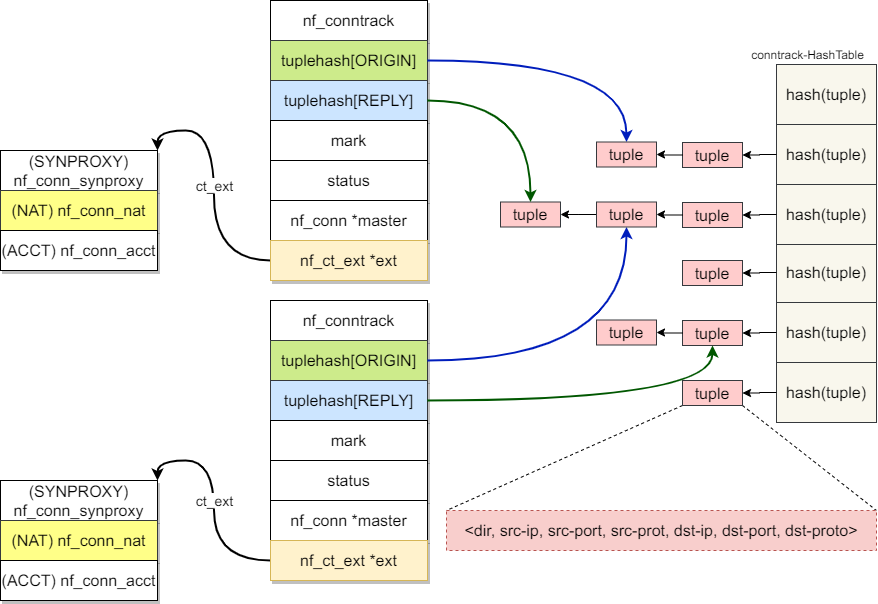 nf_conntrack
tuplehash[ORIGIN]
tuplehash[REPLY]
mark
status
nf_conn *master
nf_ct_ext *ext
(SYNPROXY)
nf_conn_synproxy
(NAT) nf_conn_nat
(ACCT) nf_conn_acct
ct_ext
conntrack-HashTable
hash(tuple)
hash(tuple)
hash(tuple)
hash(tuple)
hash(tuple)
hash(tuple)
tuple
tuple
tuple
tuple
tuple
tuple
tuple
tuple
tuple
nf_conntrack
tuplehash[ORIGIN]
tuplehash[REPLY]
mark
status
nf_conn *master
nf_ct_ext *ext
(SYNPROXY)
nf_conn_synproxy
(NAT) nf_conn_nat
(ACCT) nf_conn_acct
ct_ext
<dir, src-ip, src-port, src-prot, dst-ip, dst-port, dst-proto>